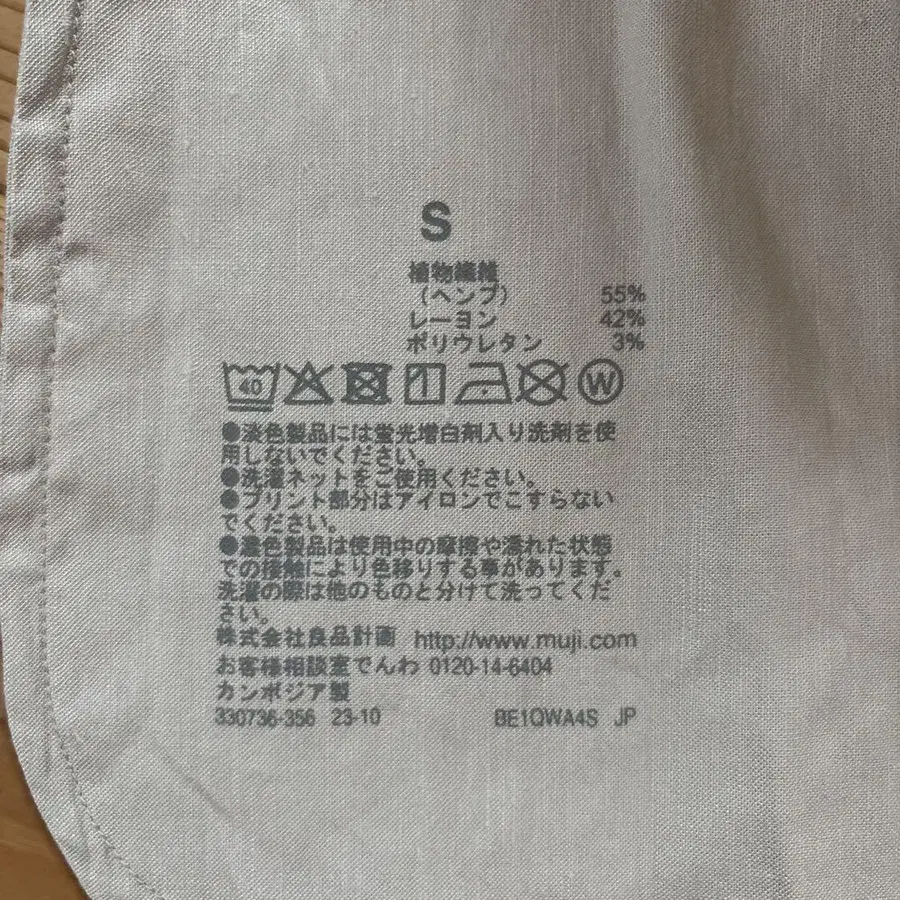 S
植物繊維
(ヘンプ) 55%
レーヨン 42%
ポリウレタン 3%
40 W
●淡色製品には蛍光増白剤入り洗剤を使
用しないでください。
●洗濯ネットをご使用ください。
●プリント部分はアイロンでこすらない
でください。
●濃色製品は使用中の摩擦や濡れた状態
での接触により色移りする事があります。
洗濯の際は他のものと分けて洗ってくだ
さい。
株式会社良品計画 http://www.muji.com
お客様相談室でんわ 0120-14-6404
カンボジア製
330736-356 23-10 BE1QWA4S JP